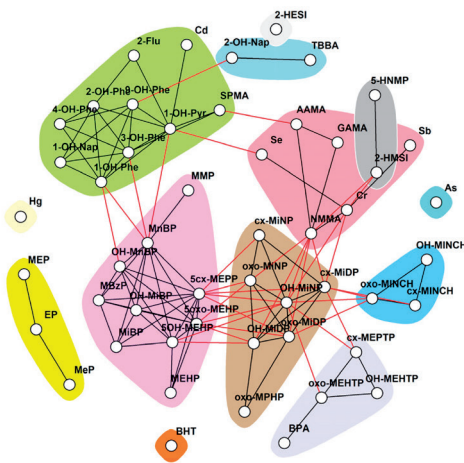 2-HESI
Cd
2-Flu
2-OH-Nap
TBBA
5-HNMP
2-OH-Phe
9-OH-Phe
SPMA
4-OH-Phe
1-OH-Pyr
AAMA
GAMA
Sb
3-OH-Phe
1-OH-Nap
1-OH-Phe
Se
2-HMSI
MMP
Cr
As
Hg
MnBP
cx-MiNP
NMMA
OH-MnBP
OH-MINCH
MEP
oxo-MiNP
cx-MiDP
MBzP
5cx-MEPP
OH-MiNP
oxo-MINCH
cx-MINCH
OH-MiBP
5oxo-MEHP
EP
MiBP
5OH-MEHP
OH-MiDP
oxo-MiDP
cx-MEPTP
MeP
MEHP
oxo-MPHP
oxo-MEHTP
OH-MEHTP
BPA
BHT